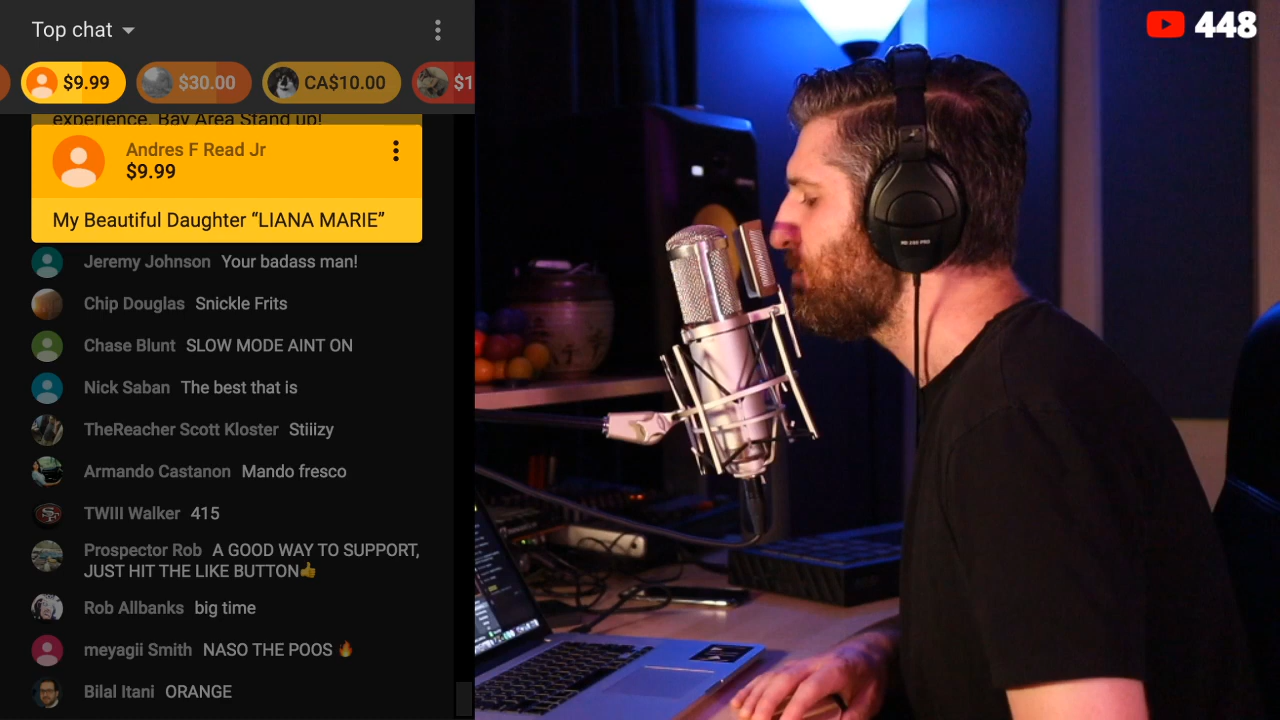 Top chat
$9.99
$30.00
CA$10.00
$1
448
experience. Bay Area Stand up!
Andres F Read Jr
$9.99
My Beautiful Daughter “LIANA MARIE”
Jeremy Johnson Your badass man!
Chip Douglas Snickle Frits
Chase Blunt SLOW MODE AINT ON
Nick Saban The best that is
TheReacher Scott Kloster Stiiizy
Armando Castanon Mando fresco
TWIII Walker 415
Prospector Rob A GOOD WAY TO SUPPORT,
JUST HIT THE LIKE BUTTON👍
Rob Allbanks big time
meyagii Smith NASO THE POOS 🔥
Bilal Itani ORANGE